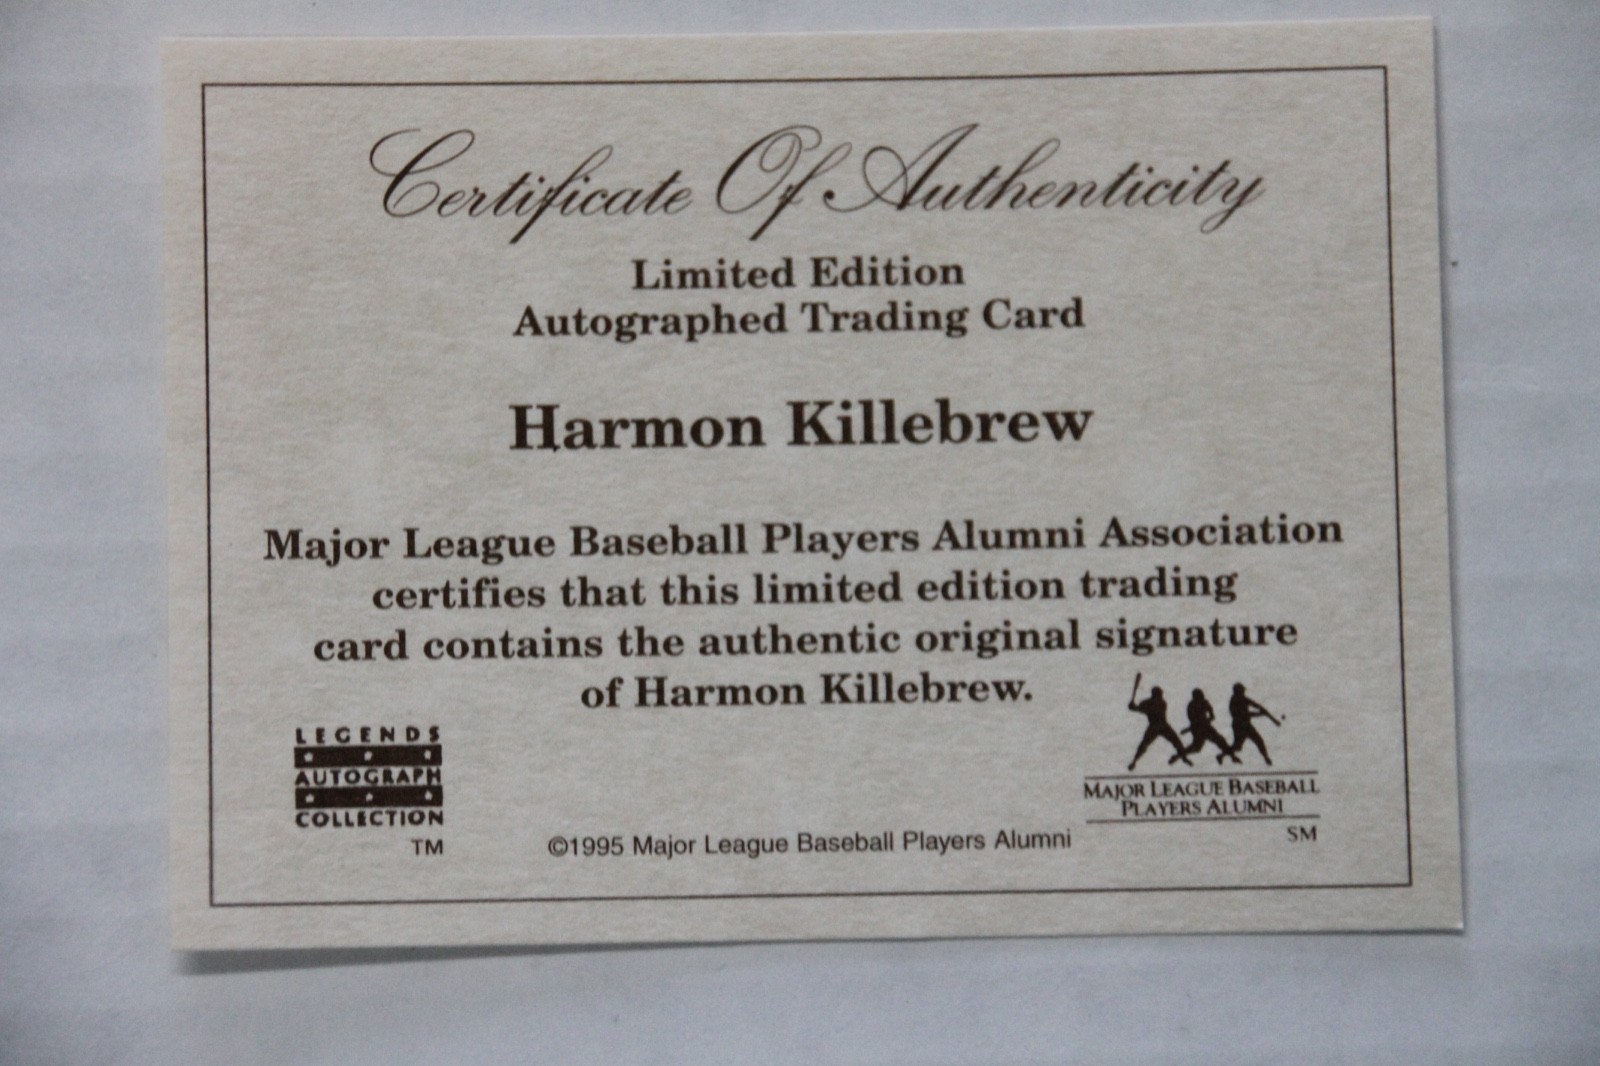 Certificate Of Authenticity
Limited Edition
Autographed Trading Card
Harmon Killebrew
Major League Baseball Players Alumni Association
certifies that this limited edition trading
card contains the authentic original signature
of Harmon Killebrew.
LEGENDS
AUTOGRAPH
COLLECTION
TM
©1995 Major League Baseball Players Alumni
MAJOR LEAGUE BASEBALL
PLAYERS ALUMNI
SM